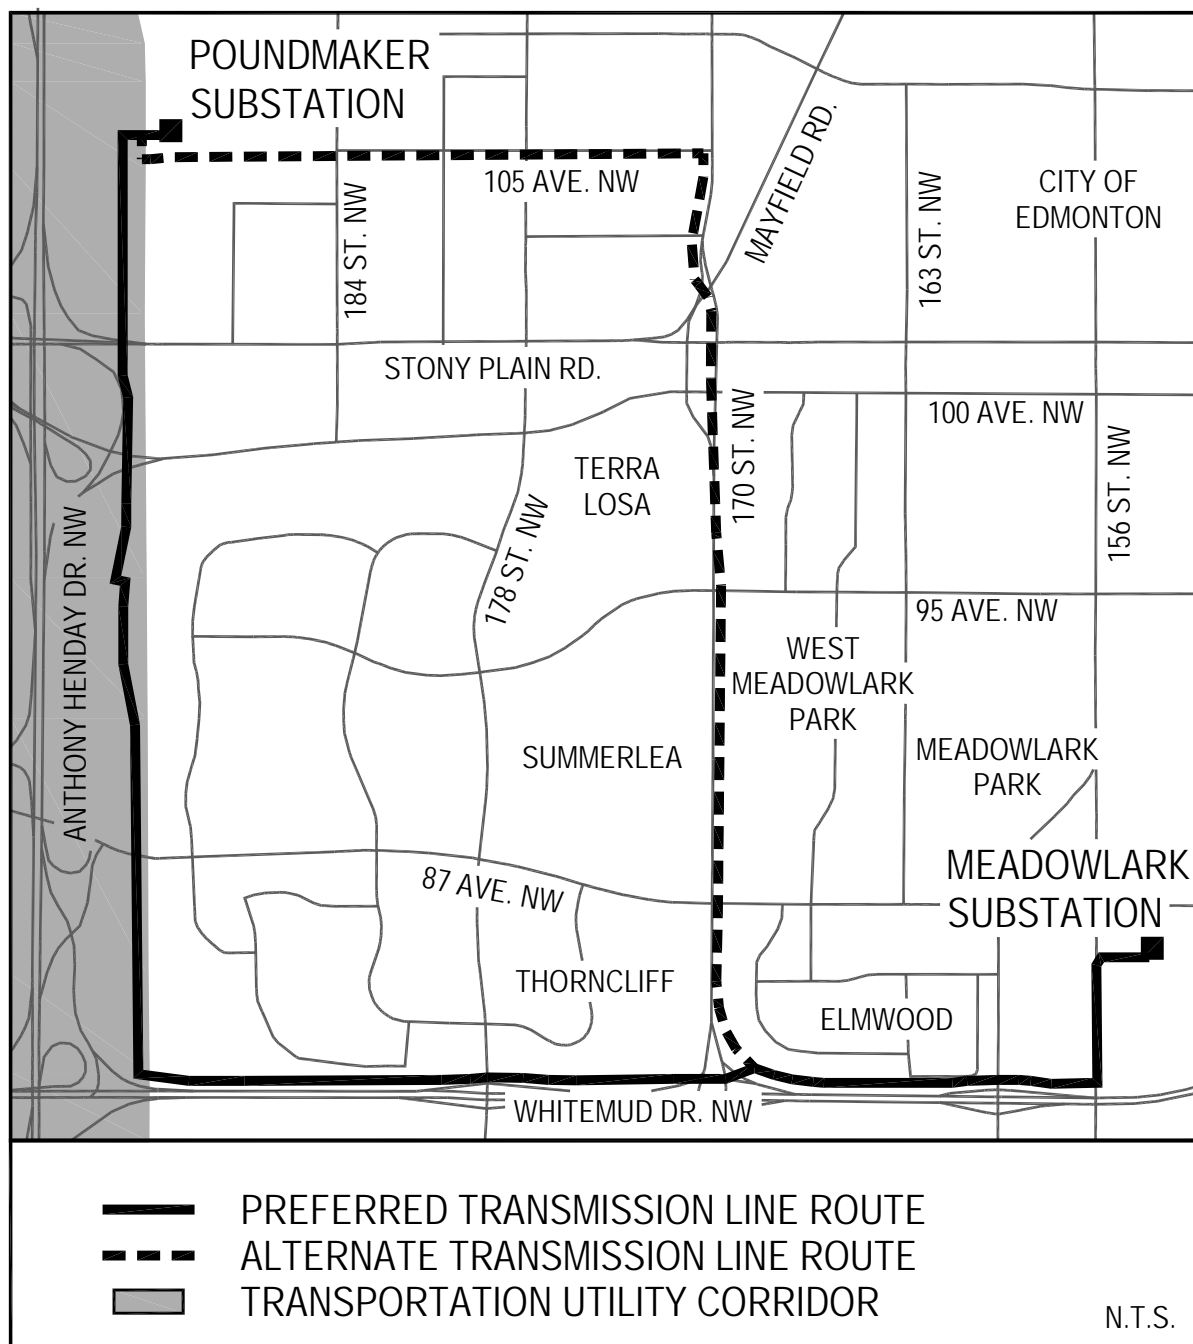 POUNDMAKER
SUBSTATION
MAYFIELD RD.
105 AVE. NW
CITY OF
EDMONTON
184 ST. NW
163 ST. NW
STONY PLAIN RD.
100 AVE. NW
170 ST. NW
156 ST. NW
TERRA
LOSA
178 ST. NW
ANTHONY HENDAY DR. NW
95 AVE. NW
WEST
MEADOWLARK
PARK
SUMMERLEA
MEADOWLARK
PARK
87 AVE. NW
MEADOWLARK
SUBSTATION
THORNCLIFF
ELMWOOD
WHITEMUD DR. NW
PREFERRED TRANSMISSION LINE ROUTE
ALTERNATE TRANSMISSION LINE ROUTE
TRANSPORTATION UTILITY CORRIDOR
N.T.S.